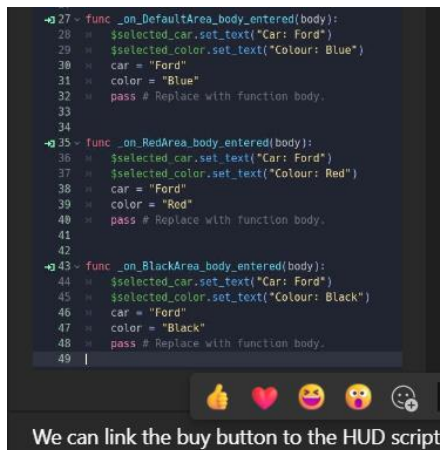 27 func _on_DefaultArea_body_entered(body):
28 $selected_car.set_text("Car: Ford")
29 $selected_color.set_text("Colour: Blue")
30 car = "Ford"
31 color = "Blue"
32 pass # Replace with function body.
33
34
35 func _on_RedArea_body_entered(body):
36 $selected_car.set_text("Car: Ford")
37 $selected_color.set_text("Colour: Red")
38 car = "Ford"
39 color = "Red"
40 pass # Replace with function body.
41
42
43 func _on_BlackArea_body_entered(body):
44 $selected_car.set_text("Car: Ford")
45 $selected_color.set_text("Colour: Black")
46 car = "Ford"
47 color = "Black"
48 pass # Replace with function body.
49
We can link the buy button to the HUD script